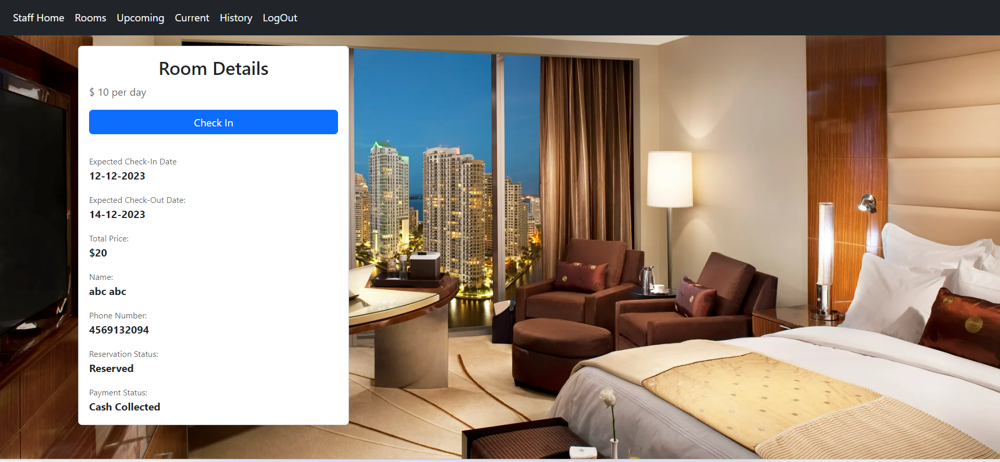 Staff Home Rooms Upcoming Current History LogOut
Room Details
$ 10 per day
Check In
Expected Check-In Date
12-12-2023
Expected Check-Out Date:
14-12-2023
Total Price:
$20
Name:
abc abc
Phone Number:
4569132094
Reservation Status:
Reserved
Payment Status:
Cash Collected